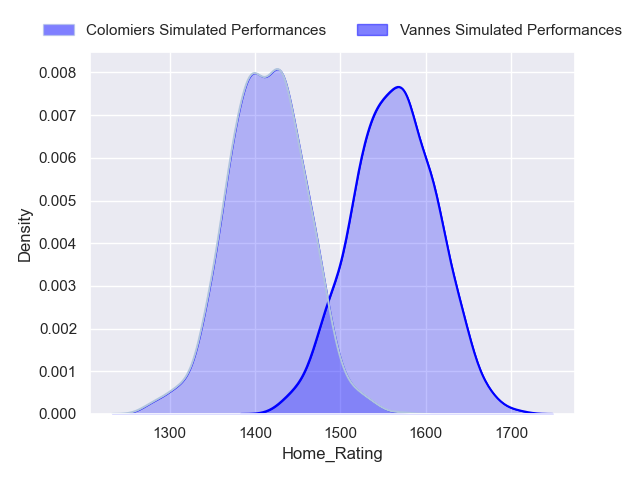 Colomiers Simulated Performances Vannes Simulated Performances
0.008
0.007
0.006
0.005
0.004
0.003
0.002
0.001
0.000
Density
1300 1400 1500 1600 1700
Home_Rating